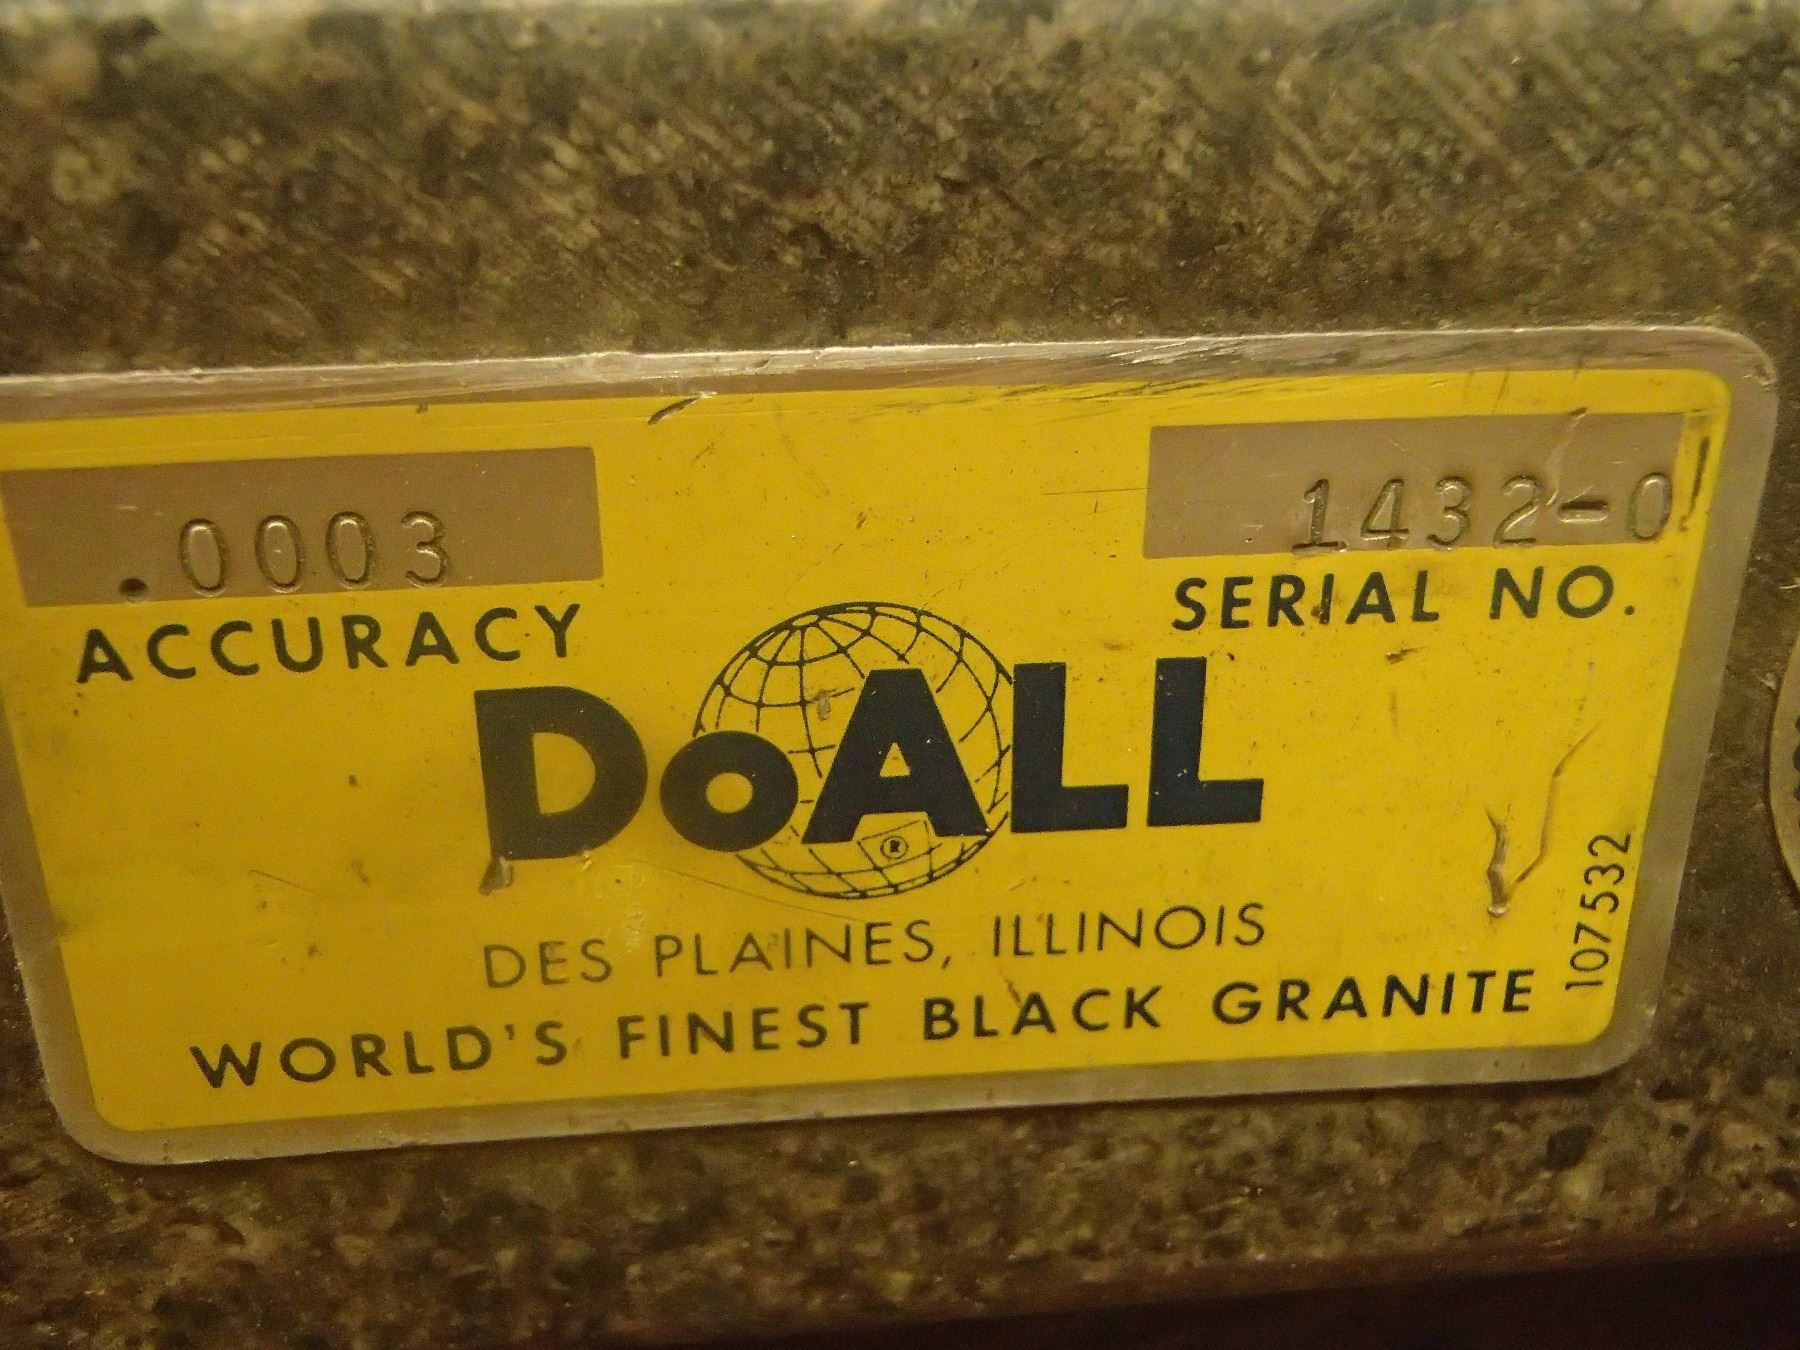 .0003
ACCURACY
1432-0
SERIAL NO.
DoALL
®
DES PLAINES, ILLINOIS
WORLD'S FINEST BLACK GRANITE
107532